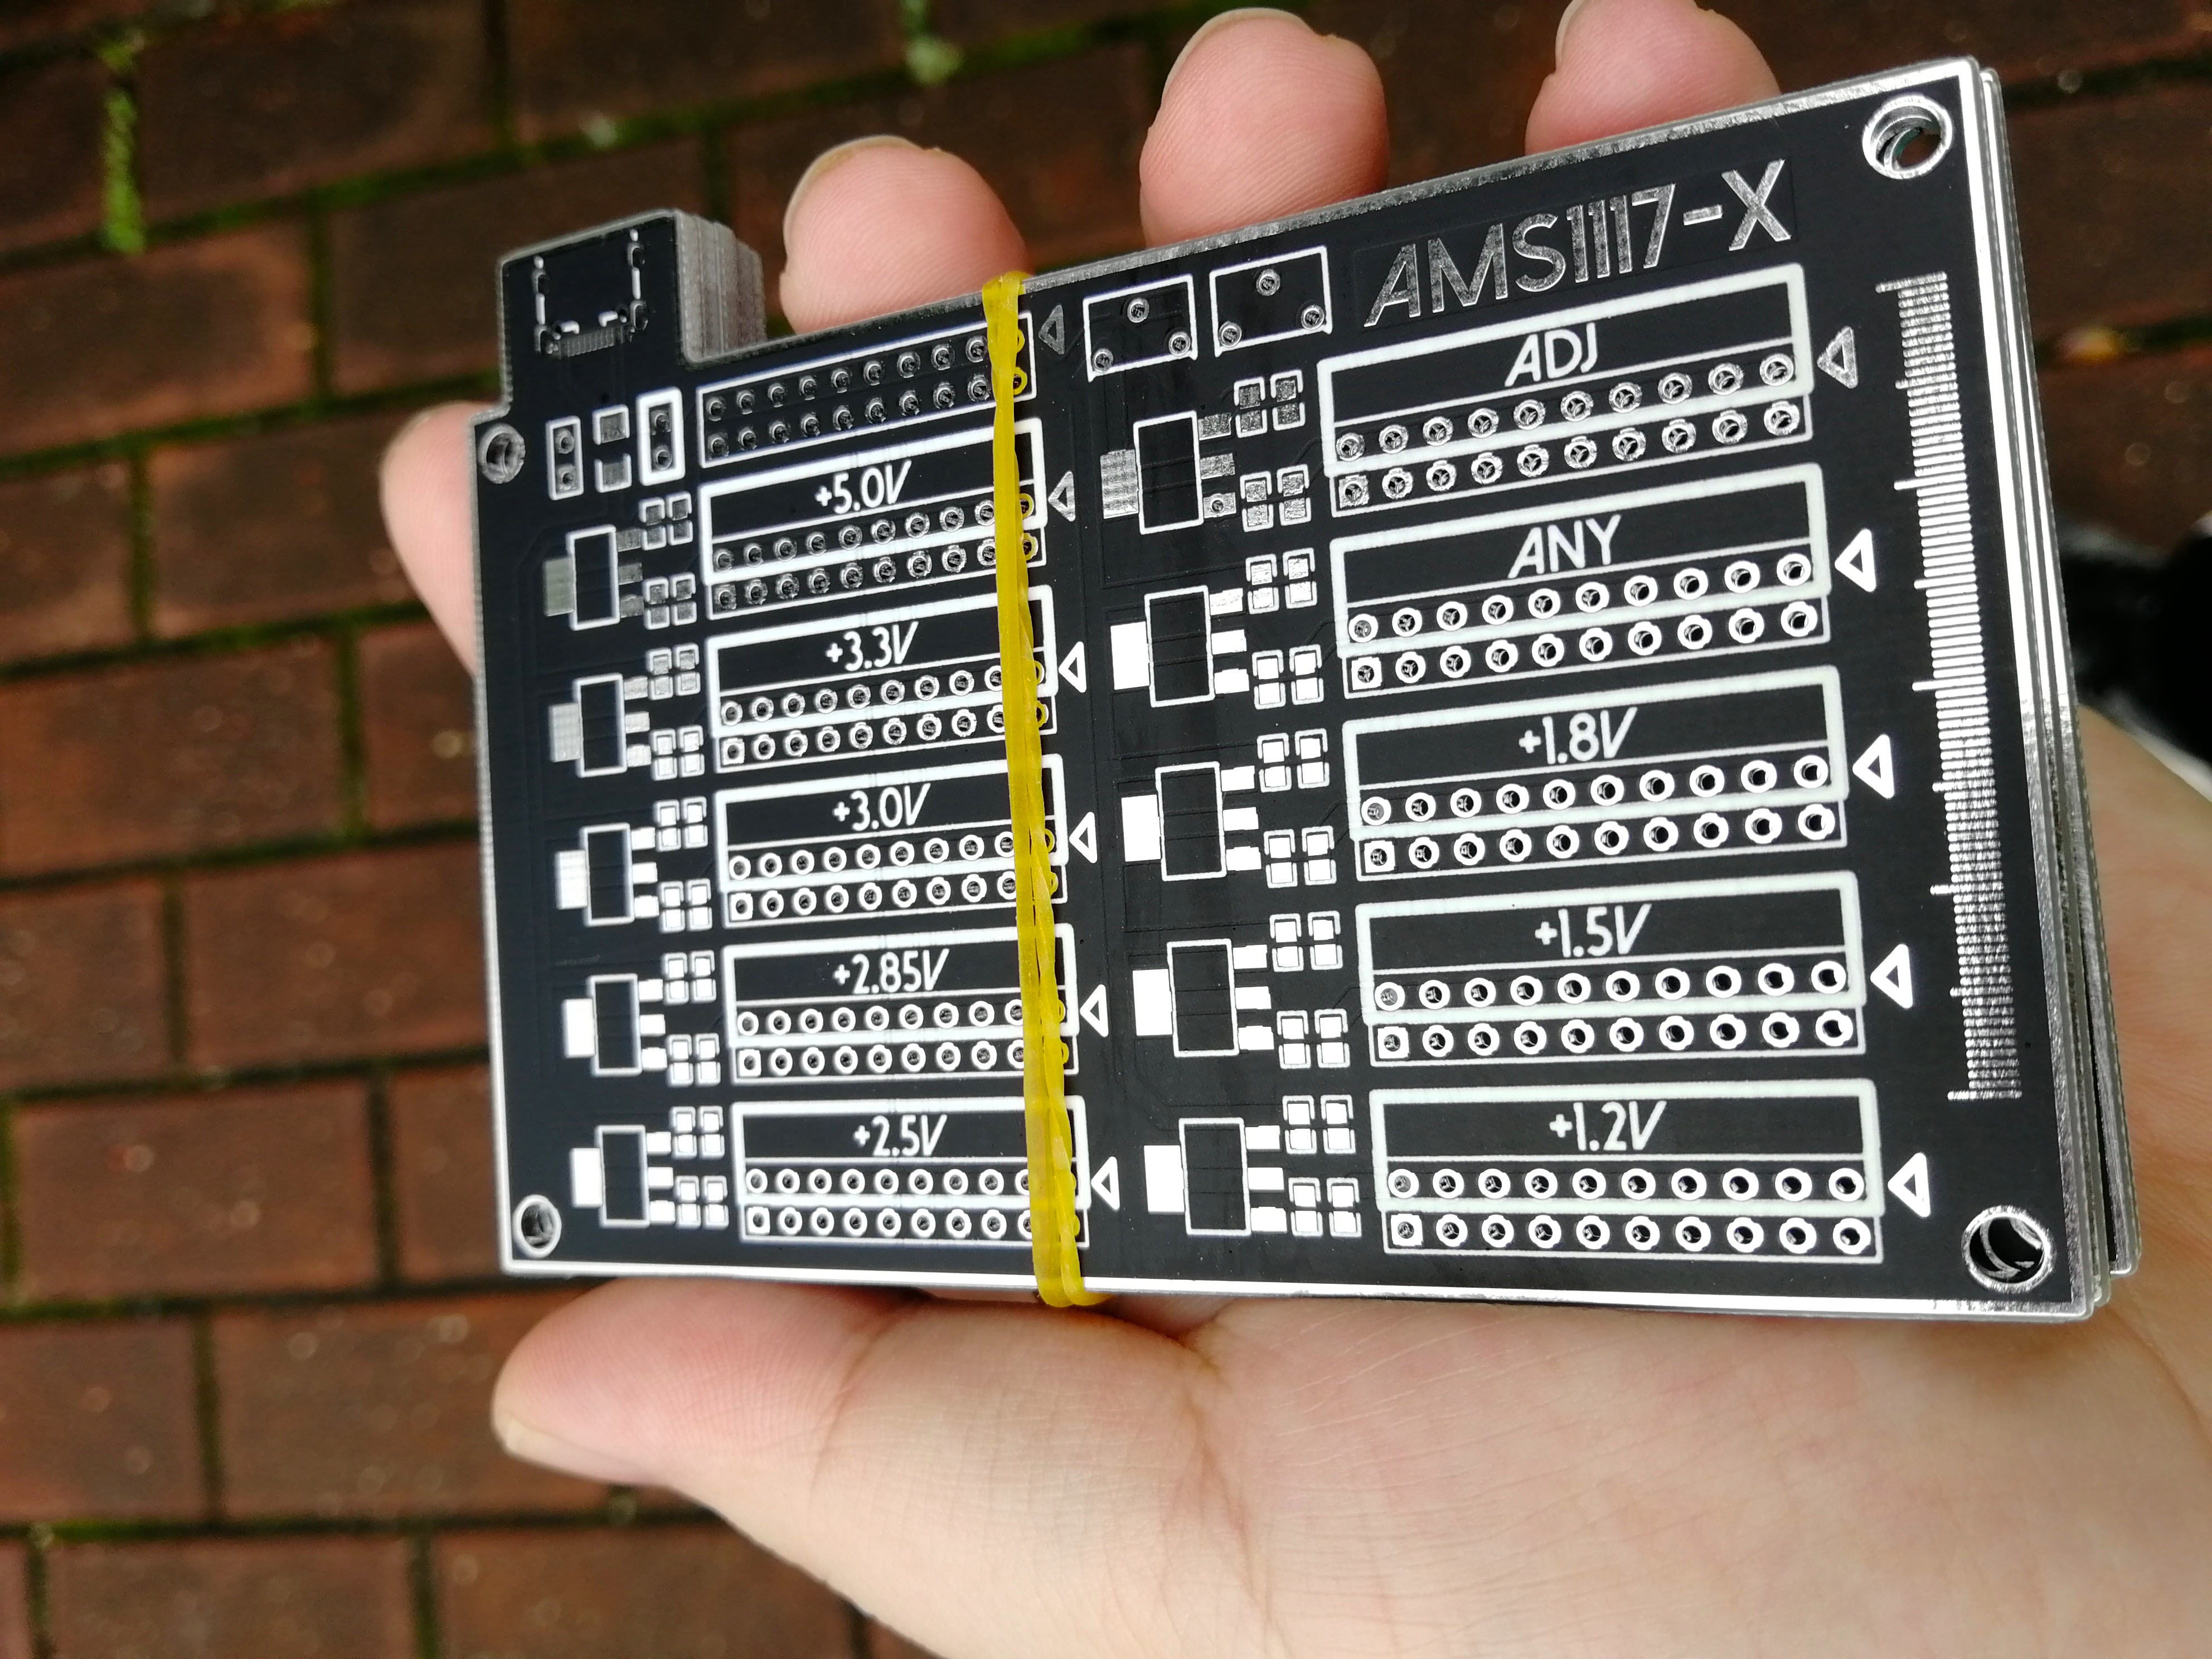 AMS1117-X
+5.0V
+3.3V
+3.0V
+2.85V
+2.5V
ADJ
ANY
+1.8V
+1.5V
+1.2V